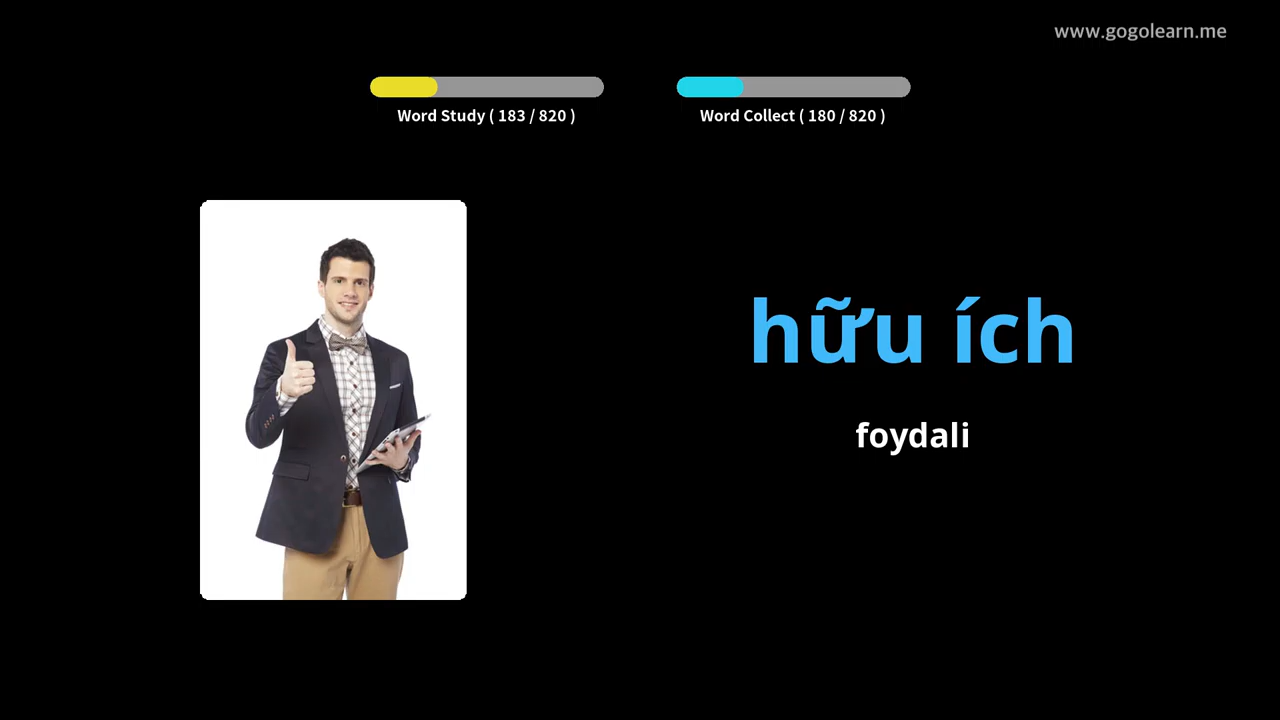 www.gogolearn.me
Word Study ( 183 / 820 )
Word Collect ( 180 / 820 )
hữu ích
foydali